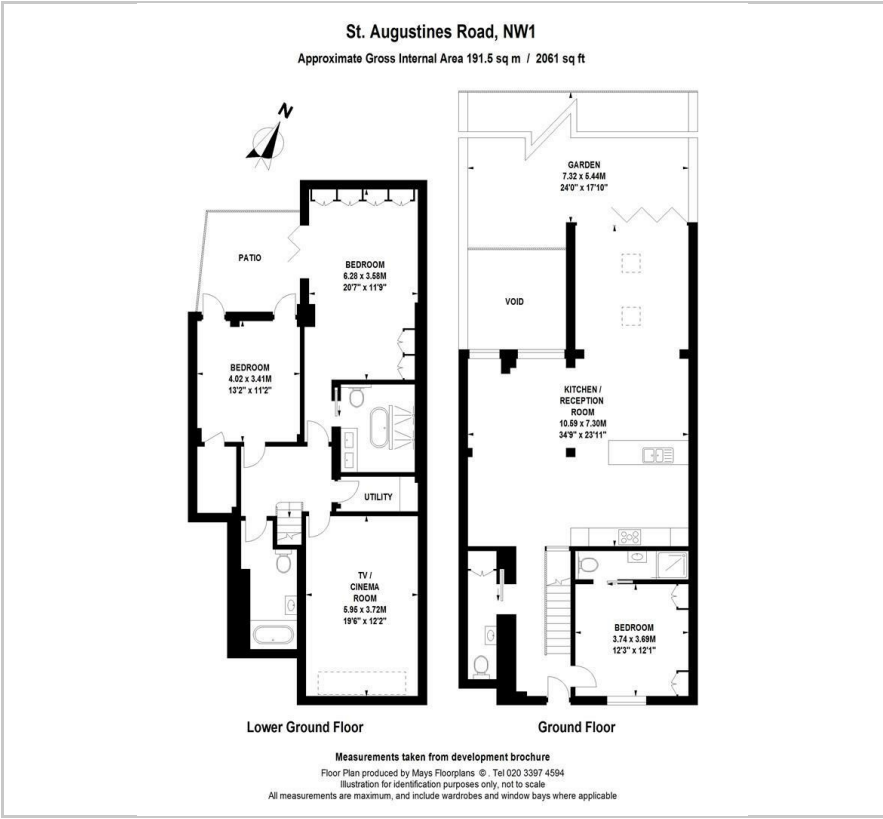 St. Augustines Road, NW1
Approximate Gross Internal Area 191.5 sq m / 2061 sq ft
N
PATIO
BEDROOM
6.28 x 3.58M
20'7" x 11'9"
BEDROOM
4.02 x 3.41M
13'2" x 11'2"
UTILITY
TV /
CINEMA
ROOM
5.95 x 3.72M
19'6" x 12'2"
Lower Ground Floor
GARDEN
7.32 x 5.44M
24'0" x 17'10"
VOID
KITCHEN /
RECEPTION
ROOM
10.59 x 7.30M
34'9" x 23'11"
BEDROOM
3.74 x 3.69M
12'3" x 12'1"
Ground Floor
Measurements taken from development brochure
Floor Plan produced by Mays Floorplans © . Tel 020 3397 4594
Illustration for identification purposes only, not to scale
All measurements are maximum, and include wardrobes and window bays where applicable